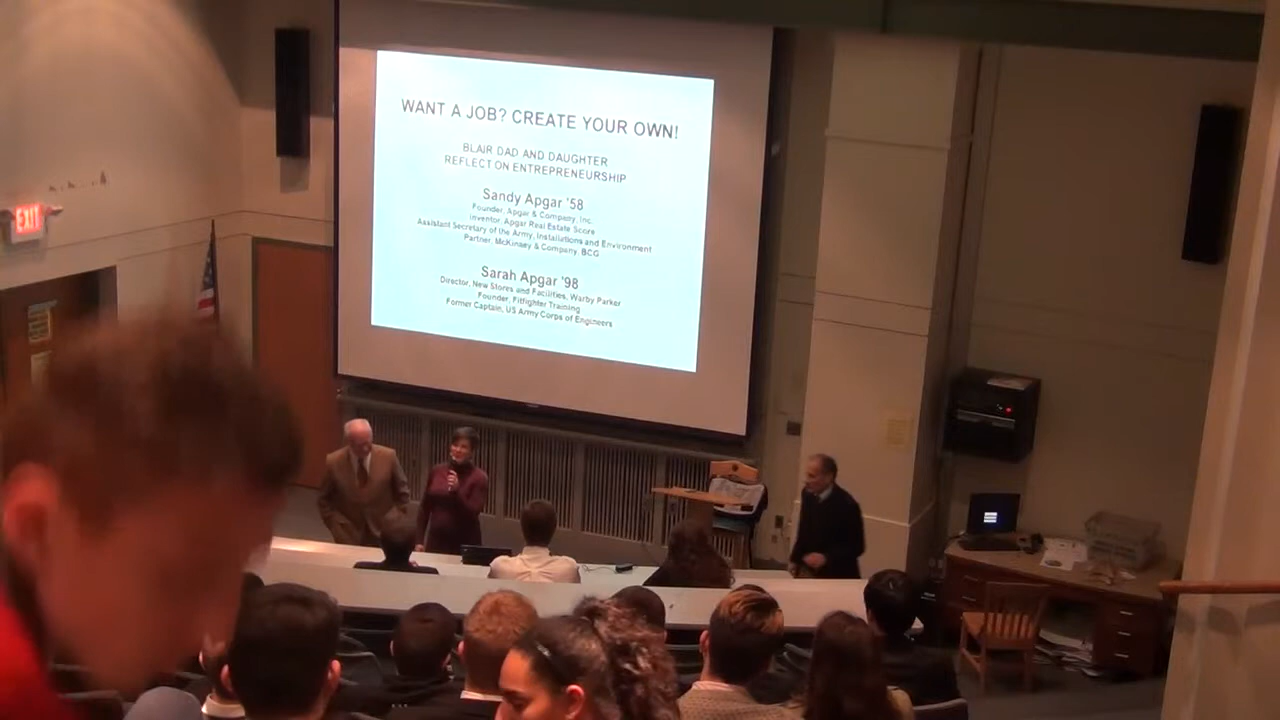 WANT A JOB? CREATE YOUR OWN!
BLAIR DAD AND DAUGHTER
REFLECT ON ENTREPRENEURSHIP
Sandy Apgar '58
Founder, Apgar & Company, Inc.
Inventor, Apgar Real Estate Score
Assistant Secretary of the Army, Installations and Environment
Partner, McKinsey & Company, BCG
Sarah Apgar '98
Director, New Stores and Facilities, Warby Parker
Founder, Fitfighter Training
Former Captain, US Army Corps of Engineers
EXIT